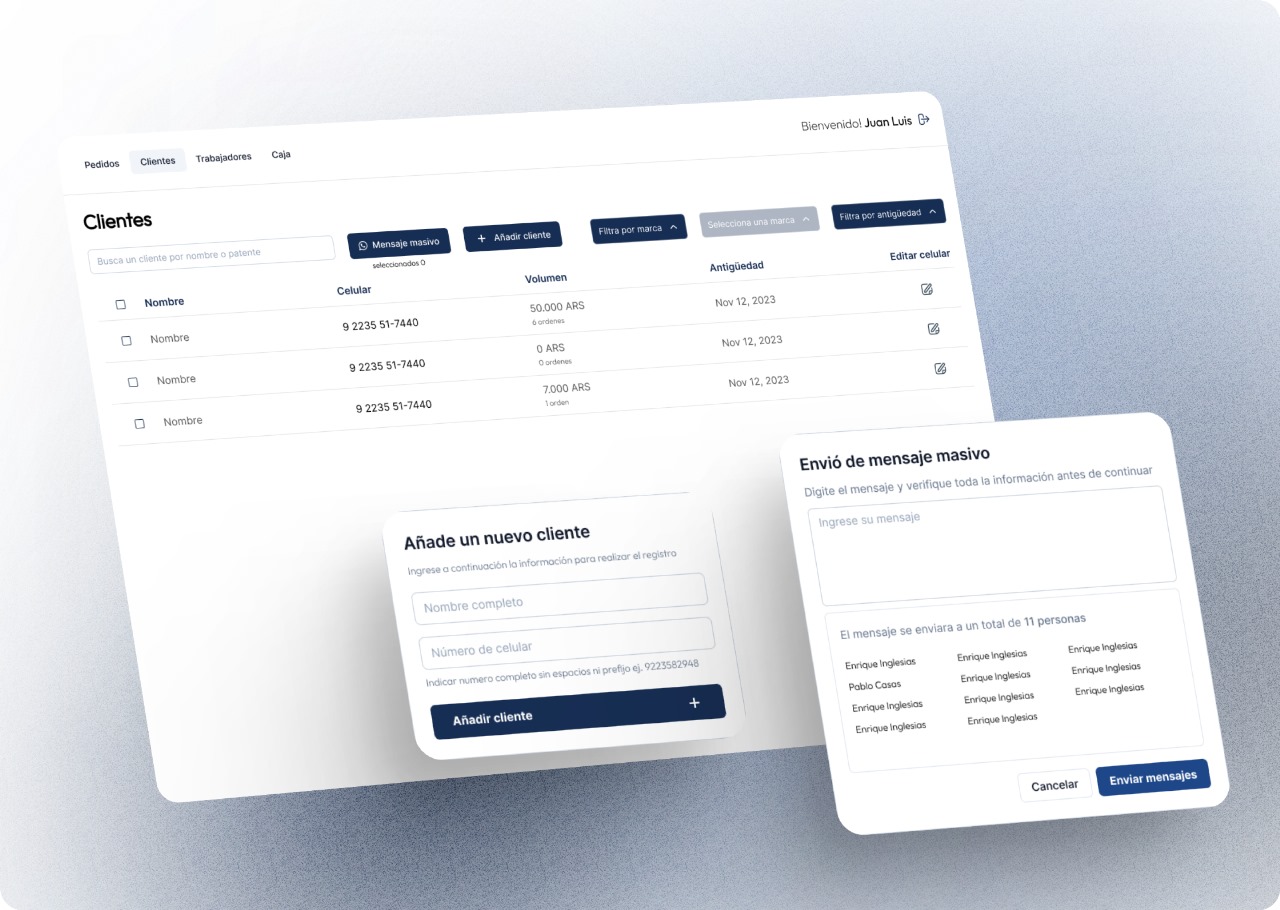 Bienvenido! Juan Luis
Pedidos Clientes Trabajadores Caja
Clientes
Busca un cliente por nombre o patente
Mensaje masivo
Añadir cliente
Filtra por marca
Selecciona una marca
Filtra por antigüedad
seleccionados 0
Nombre Celular Volumen Antigüedad Editar celular
Nombre 9 2235 51-7440 50.000 ARS Nov 12, 2023
6 ordenes
Nombre 9 2235 51-7440 0 ARS Nov 12, 2023
0 ordenes
Nombre 9 2235 51-7440 7.000 ARS Nov 12, 2023
1 orden
Añade un nuevo cliente
Ingrese a continuación la información para realizar el registro
Nombre completo
Número de celular
Indicar numero completo sin espacios ni prefijo ej. 9223582948
Añadir cliente
Envió de mensaje masivo
Digite el mensaje y verifique toda la información antes de continuar
Ingrese su mensaje
El mensaje se enviara a un total de 11 personas
Enrique Inglesias Enrique Inglesias Enrique Inglesias
Pablo Casas Enrique Inglesias Enrique Inglesias
Enrique Inglesias Enrique Inglesias Enrique Inglesias
Enrique Inglesias Enrique Inglesias
Cancelar Enviar mensajes